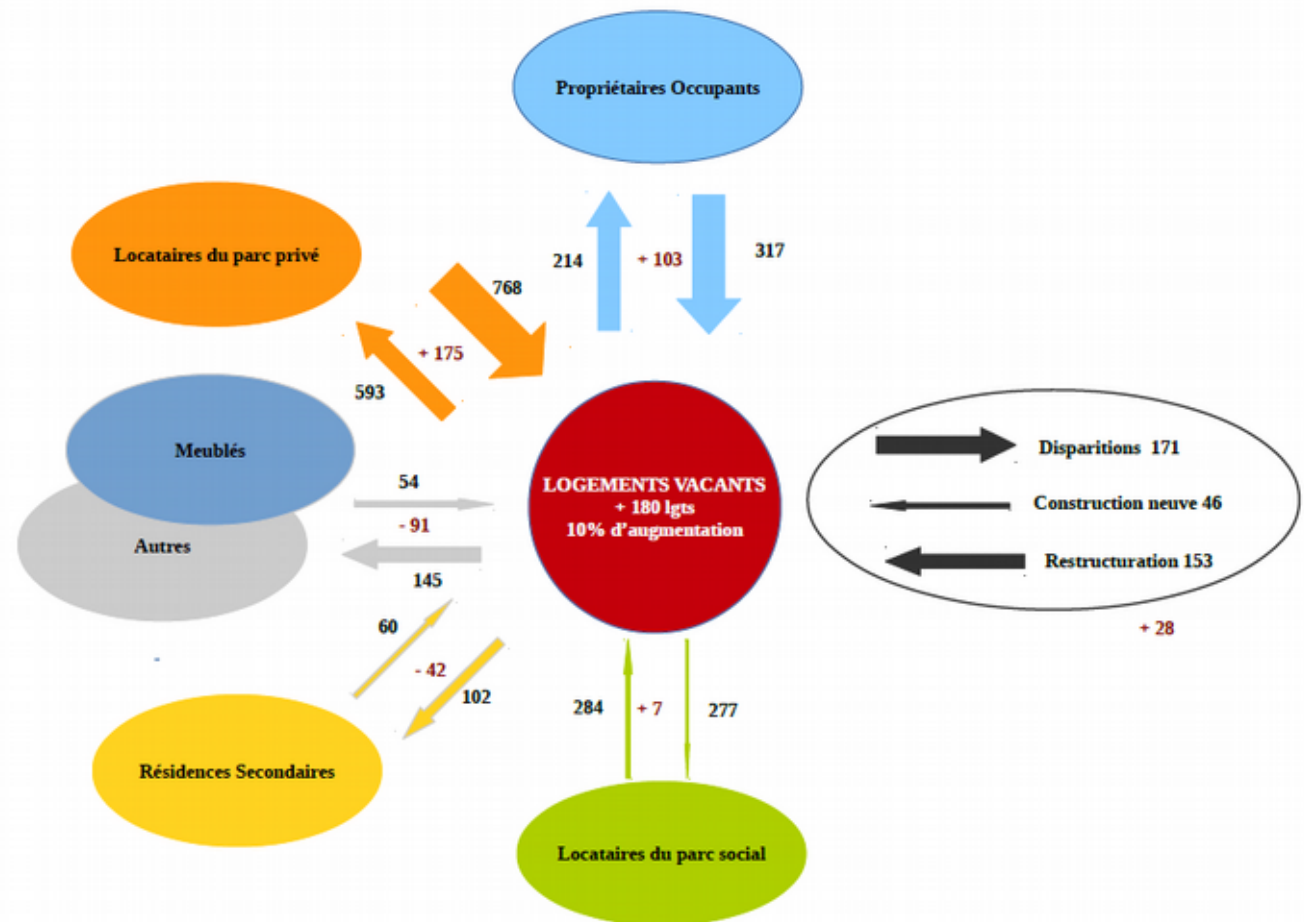 Propriétaires Occupants
Locataires du parc privé
214
+ 103
317
768
+ 175
593
Meublés
Autres
54
- 91
145
LOGEMENTS VACANTS
+ 180 lgts
10% d’augmentation
Disparitions 171
Construction neuve 46
Restructuration 153
+ 28
60
- 42
102
284
+ 7
277
Résidences Secondaires
Locataires du parc social